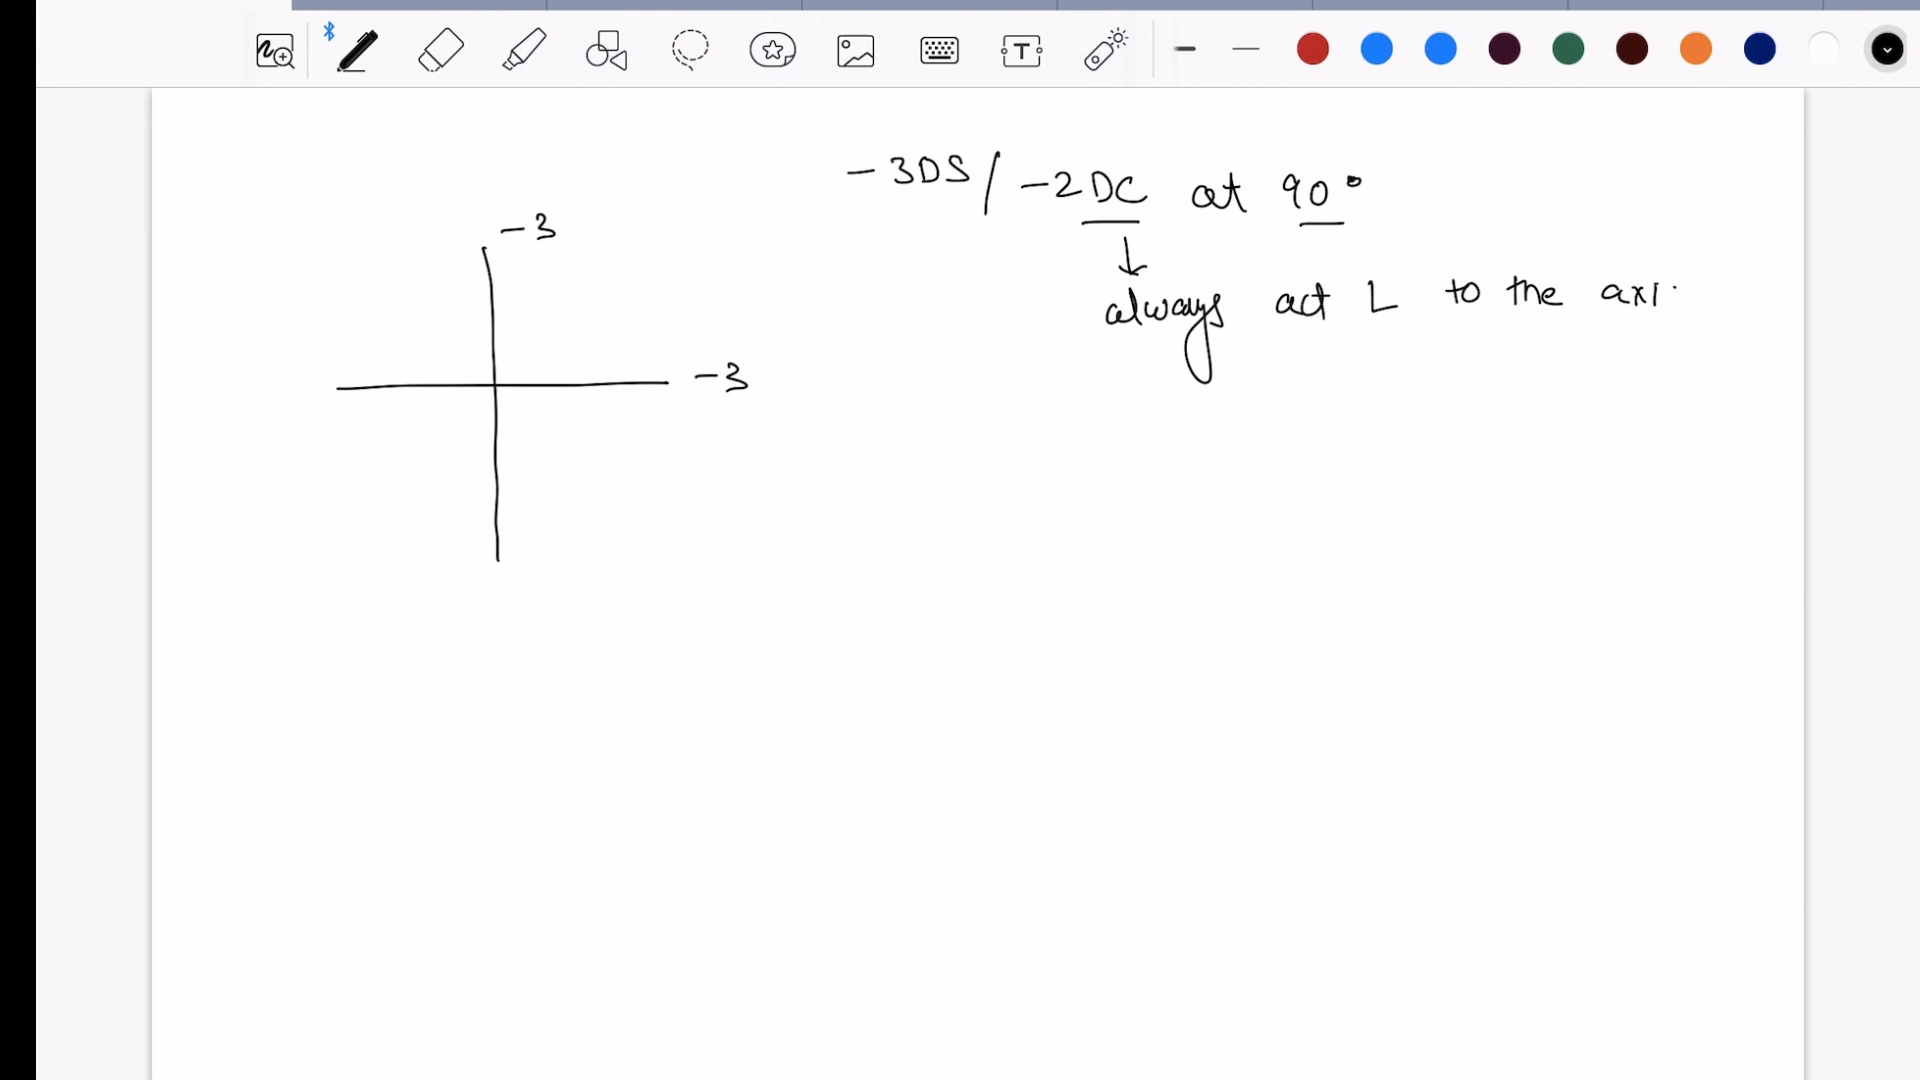 -3DS/-2DC at 90°
↓
always act ⊥ to the axi
-3
-3